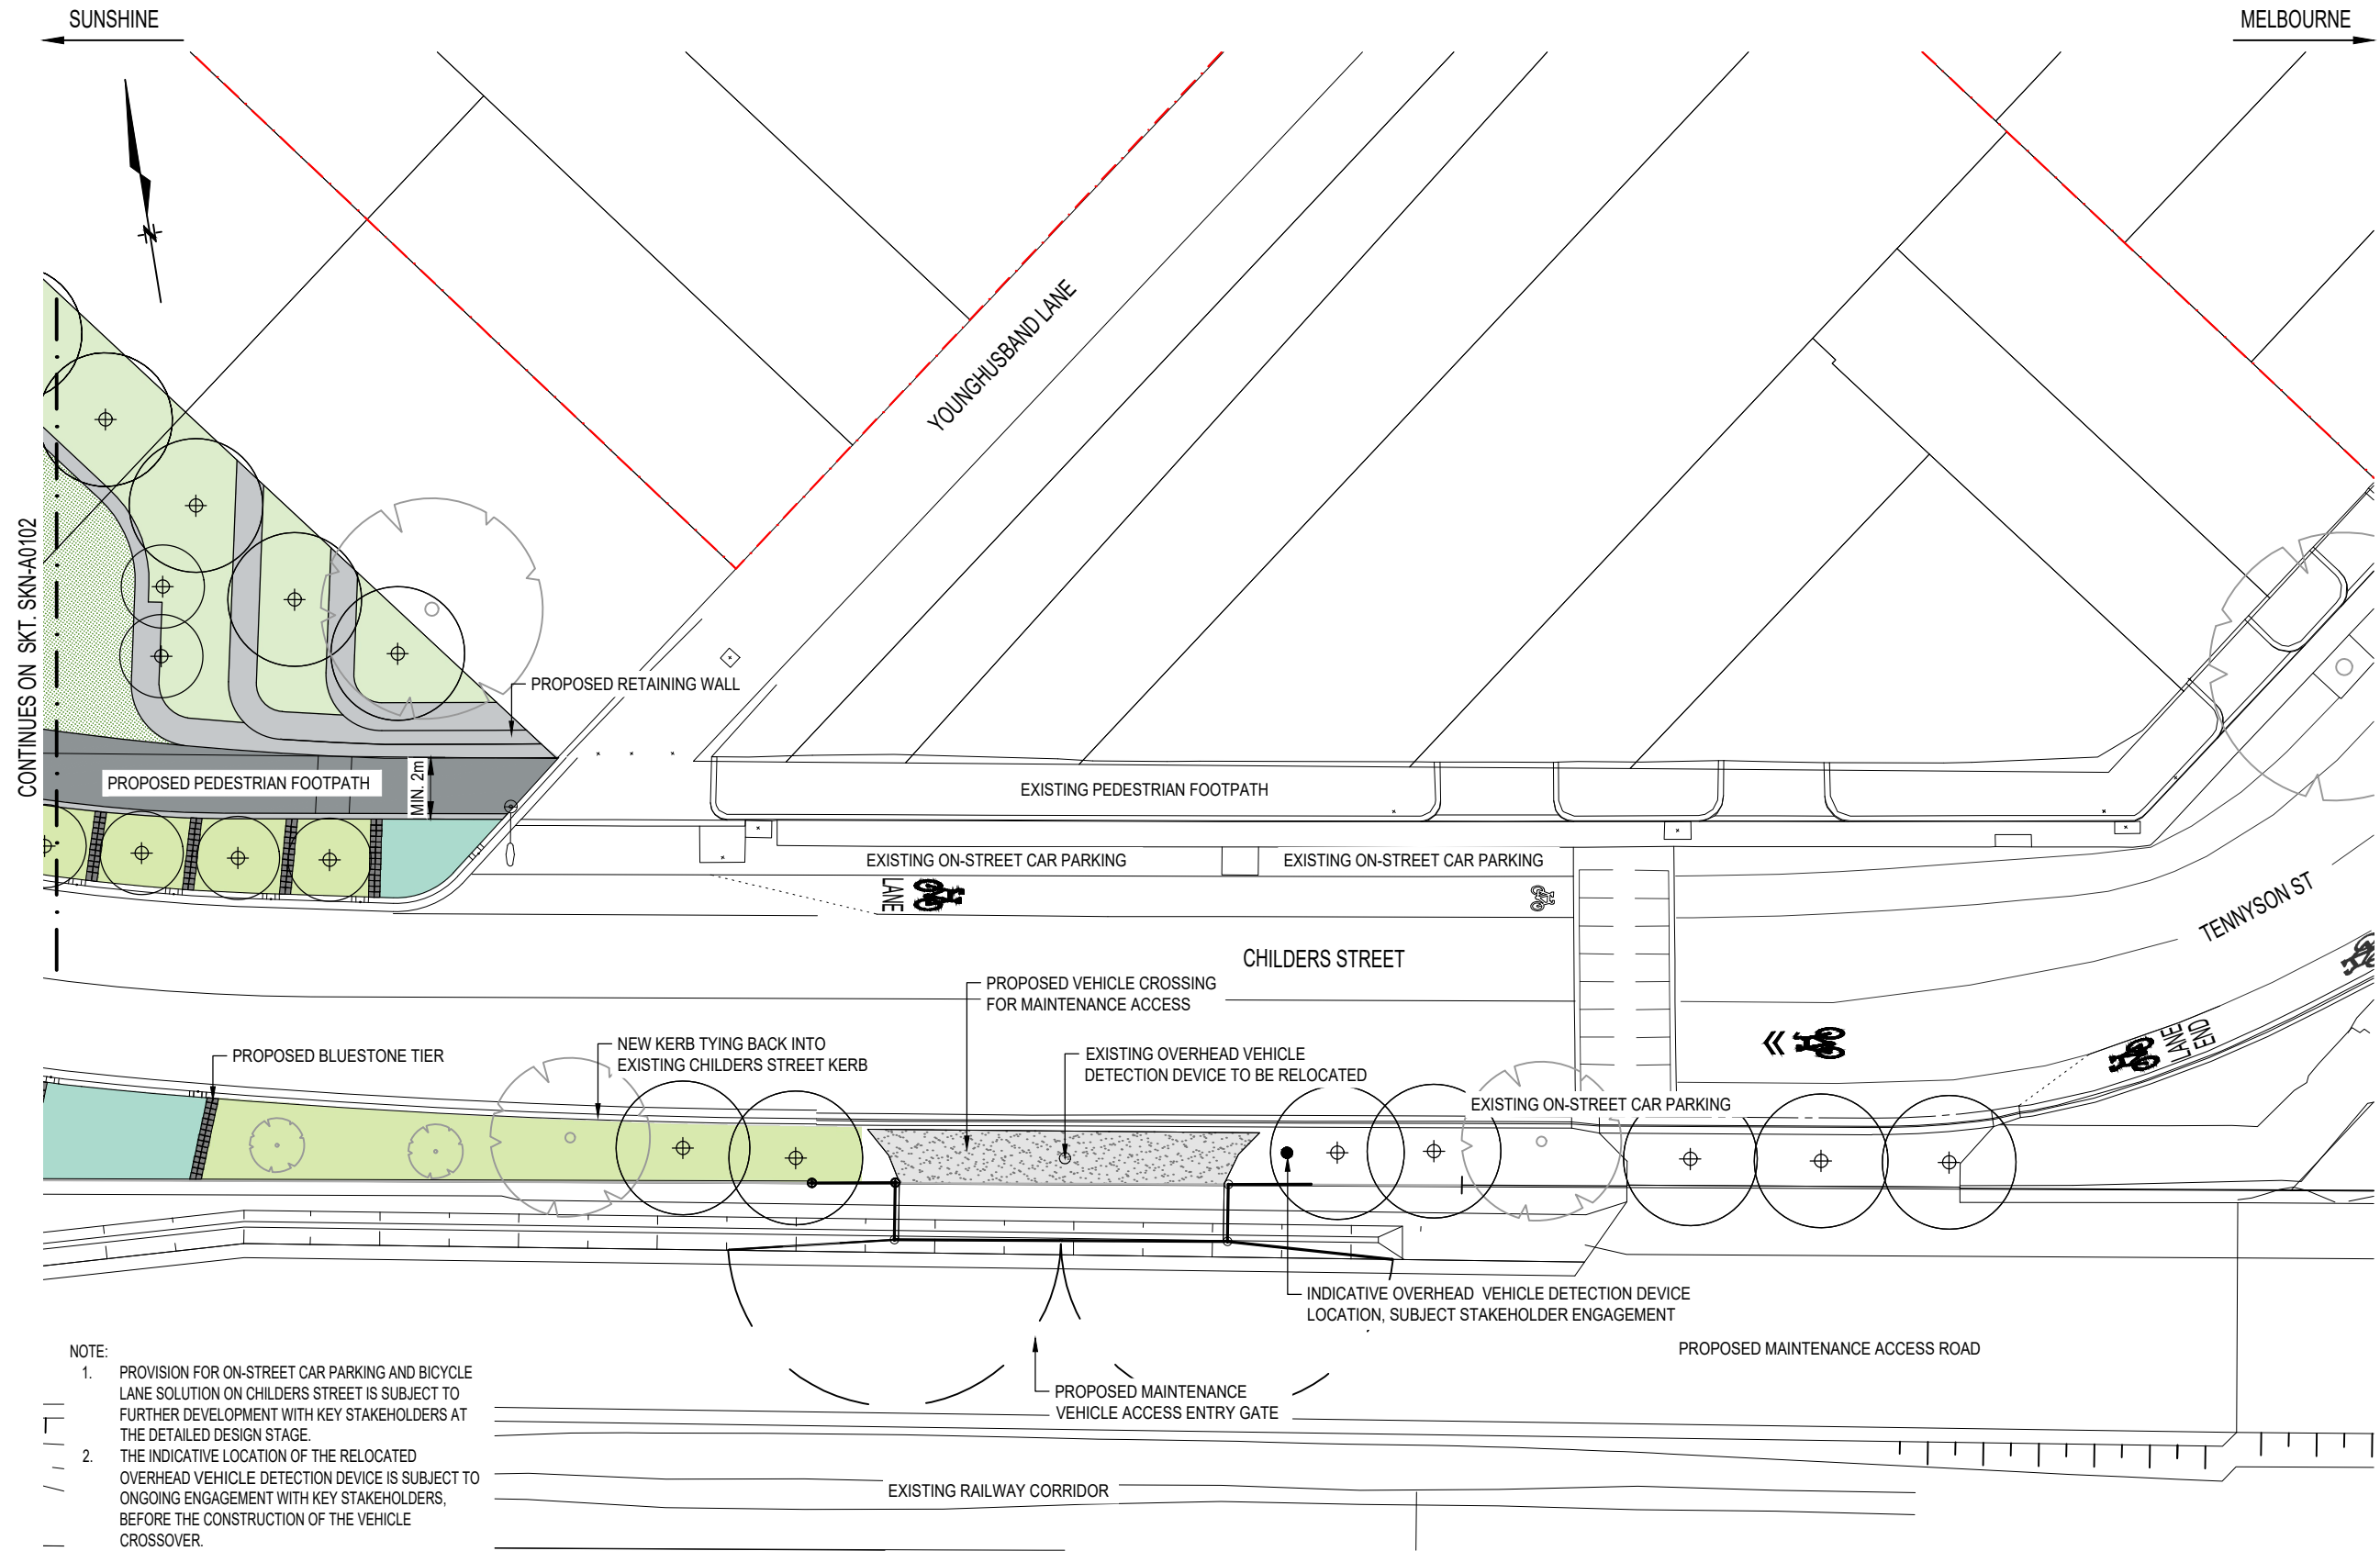 SUNSHINE
MELBOURNE
N
YOUNGHUSBAND LANE
CONTINUES ON SKT. SKN-A0102
PROPOSED RETAINING WALL
PROPOSED PEDESTRIAN FOOTPATH
MIN. 2m
EXISTING PEDESTRIAN FOOTPATH
EXISTING ON-STREET CAR PARKING
EXISTING ON-STREET CAR PARKING
LANE
TENNYSON ST
CHILDERS STREET
PROPOSED VEHICLE CROSSING
FOR MAINTENANCE ACCESS
LANE
END
NEW KERB TYING BACK INTO
EXISTING CHILDERS STREET KERB
PROPOSED BLUESTONE TIER
EXISTING OVERHEAD VEHICLE
DETECTION DEVICE TO BE RELOCATED
EXISTING ON-STREET CAR PARKING
INDICATIVE OVERHEAD VEHICLE DETECTION DEVICE
LOCATION, SUBJECT STAKEHOLDER ENGAGEMENT
PROPOSED MAINTENANCE ACCESS ROAD
PROPOSED MAINTENANCE
VEHICLE ACCESS ENTRY GATE
EXISTING RAILWAY CORRIDOR
NOTE:
1. PROVISION FOR ON-STREET CAR PARKING AND BICYCLE
LANE SOLUTION ON CHILDERS STREET IS SUBJECT TO
FURTHER DEVELOPMENT WITH KEY STAKEHOLDERS AT
THE DETAILED DESIGN STAGE.
2. THE INDICATIVE LOCATION OF THE RELOCATED
OVERHEAD VEHICLE DETECTION DEVICE IS SUBJECT TO
ONGOING ENGAGEMENT WITH KEY STAKEHOLDERS,
BEFORE THE CONSTRUCTION OF THE VEHICLE
CROSSOVER.